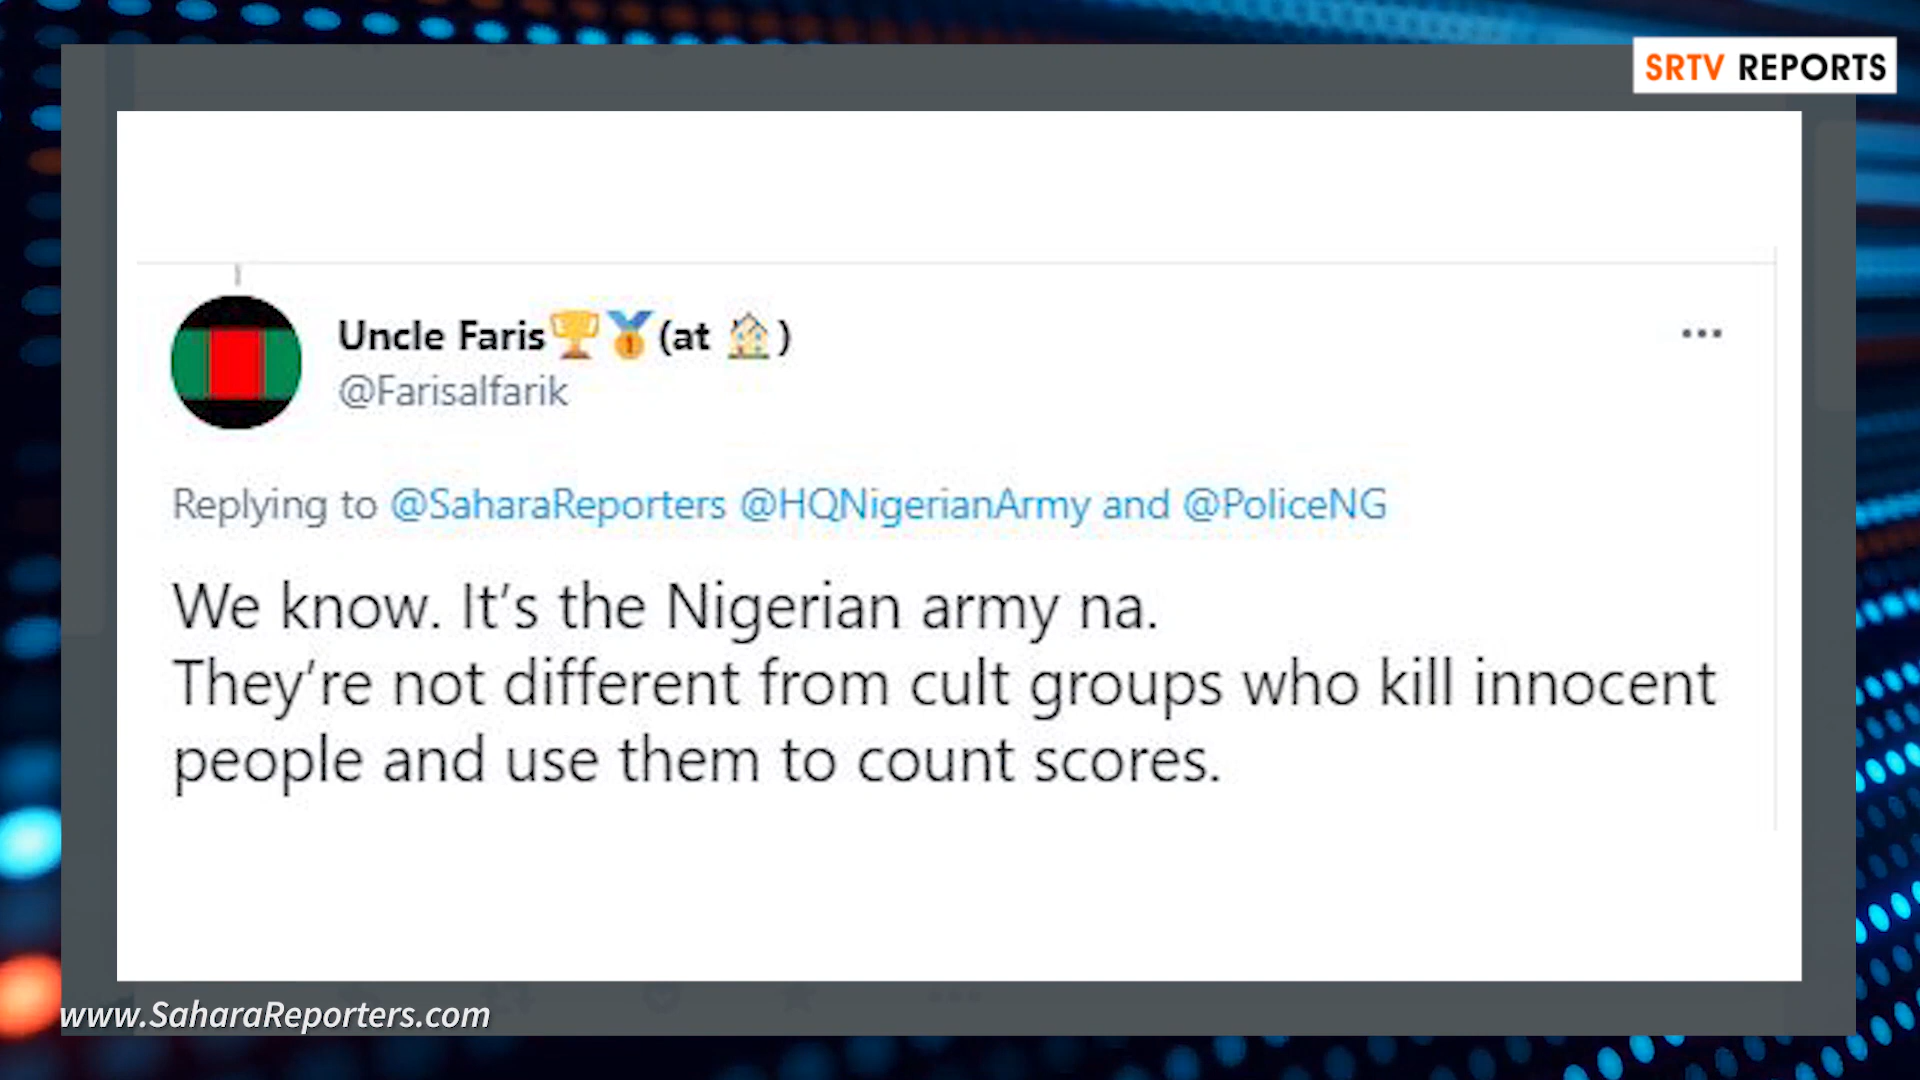 SRTV REPORTS
Uncle Faris🏆🥇(at 🏠)
@Farisalfarik
Replying to @SaharaReporters @HQNigerianArmy and @PoliceNG
We know. It's the Nigerian army na.
They're not different from cult groups who kill innocent
people and use them to count scores.
www.SaharaReporters.com